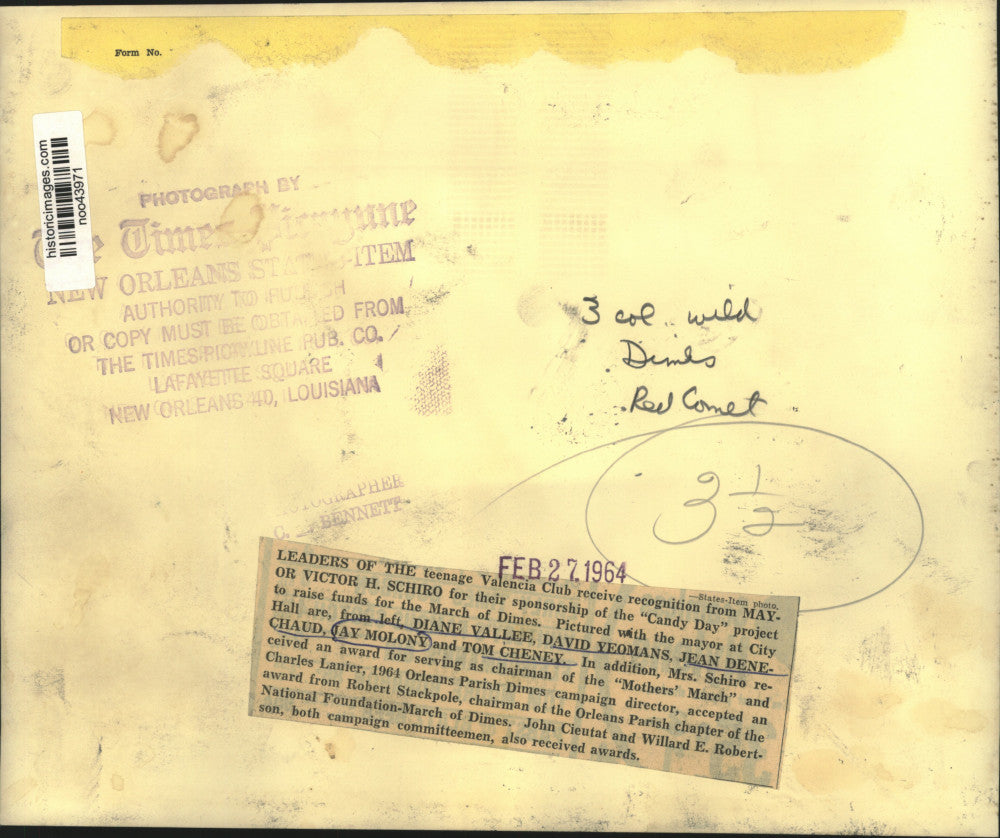 Form No.
historicimages.com
noo43971
PHOTOGRAPH BY
The Times-Picayune
NEW ORLEANS STATES-ITEM
AUTHORITY TO PUBLISH
OR COPY MUST BE OBTAINED FROM
THE TIMES-PICAYUNE PUB. CO.
LAFAYETTE SQUARE
NEW ORLEANS 40, LOUISIANA
3 col wild
Dimes
Red Comet
3 1/2
PHOTOGRAPHER
C. BENNETT
FEB 27 1964
—States-Item photo.
LEADERS OF THE teenage Valencia Club receive recognition from MAY-
OR VICTOR H. SCHIRO for their sponsorship of the "Candy Day" project
to raise funds for the March of Dimes. Pictured with the mayor at City
Hall are, from left, DIANE VALLEE, DAVID YEOMANS, JEAN DENE-
CHAUD, JAY MOLONY and TOM CHENEY. In addition, Mrs. Schiro re-
ceived an award for serving as chairman of the "Mothers' March" and
Charles Lanier, 1964 Orleans Parish Dimes campaign director, accepted an
award from Robert Stackpole, chairman of the Orleans Parish chapter of the
National Foundation-March of Dimes. John Cieutat and Willard E. Robert-
son, both campaign committeemen, also received awards.